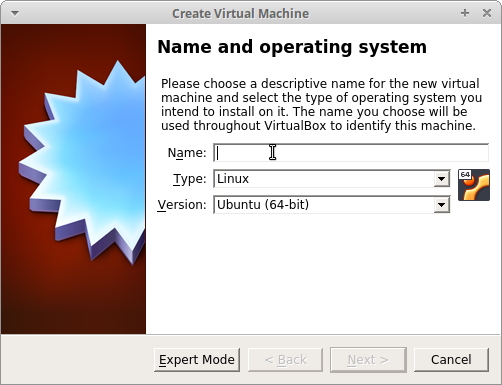 Create Virtual Machine
Name and operating system
Please choose a descriptive name for the new virtual
machine and select the type of operating system you
intend to install on it. The name you choose will be
used throughout VirtualBox to identify this machine.
Name:
Type: Linux
64
Version: Ubuntu (64-bit)
Expert Mode < Back Next > Cancel